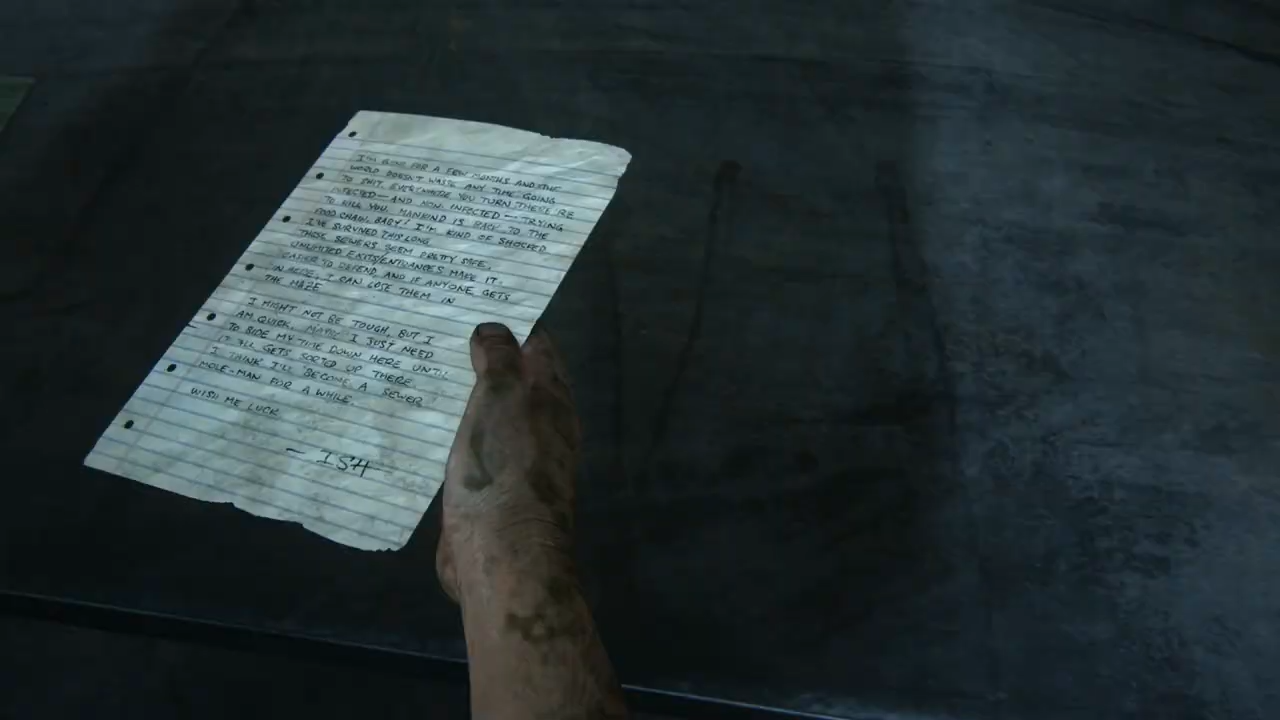 I'M GONE FOR A FEW MONTHS AND THE
WORLD DOESN'T WASTE ANY TIME GOING
TO SHIT. EVERYWHERE YOU TURN THERE'RE
INFECTED — AND NON-INFECTED — TRYING
TO KILL YOU. MANKIND IS BACK TO THE
FOOD CHAIN, BABY! I'M KIND OF SHOCKED
I'VE SURVIVED THIS LONG.
THESE SEWERS SEEM PRETTY SAFE.
UNLIMITED EXITS/ENTRANCES MAKE IT
EASIER TO DEFEND AND IF ANYONE GETS
IN HERE, I CAN LOSE THEM IN
THE MAZE
I MIGHT NOT BE TOUGH, BUT I
AM QUICK. MAYBE I JUST NEED
TO BIDE MY TIME DOWN HERE UNTIL
IT ALL GETS SORTED UP THERE.
I THINK I'LL BECOME A SEWER
MOLE-MAN FOR A WHILE.
WISH ME LUCK
— ISH